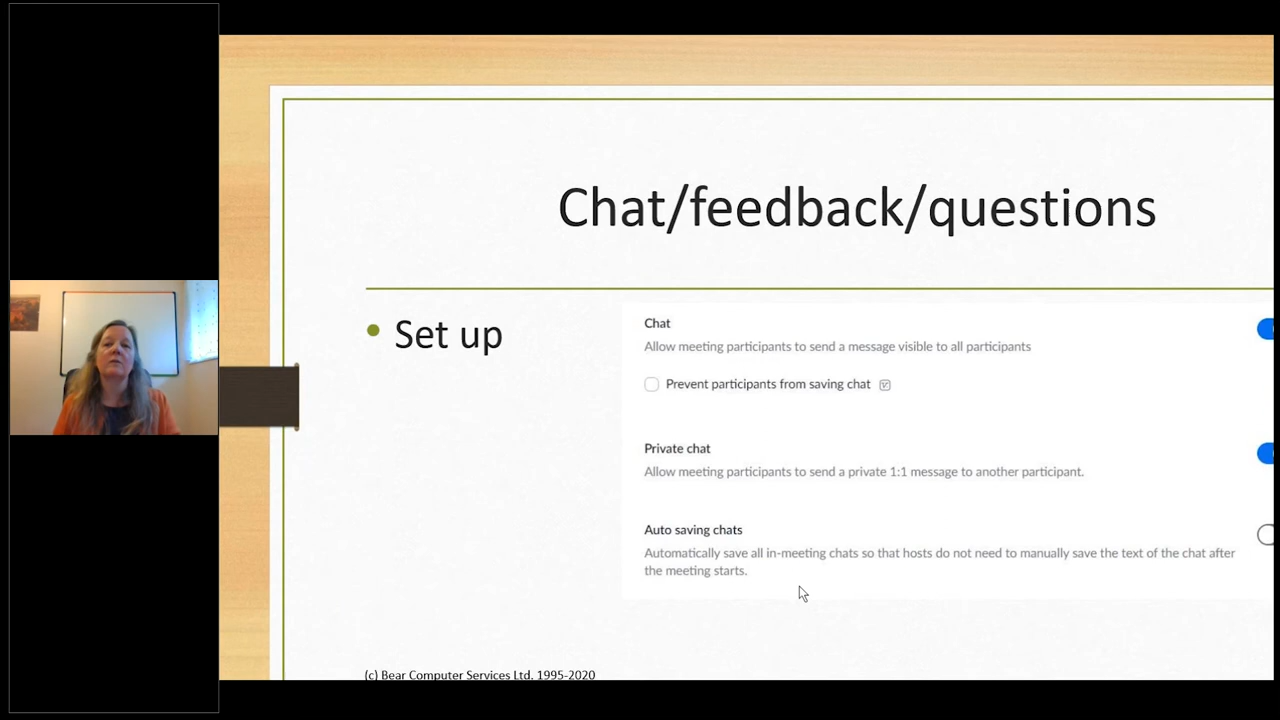 Chat/feedback/questions
Set up
Chat
Allow meeting participants to send a message visible to all participants
Prevent participants from saving chat
Private chat
Allow meeting participants to send a private 1:1 message to another participant.
Auto saving chats
Automatically save all in-meeting chats so that hosts do not need to manually save the text of the chat after
the meeting starts.
(c) Bear Computer Services Ltd. 1995-2020